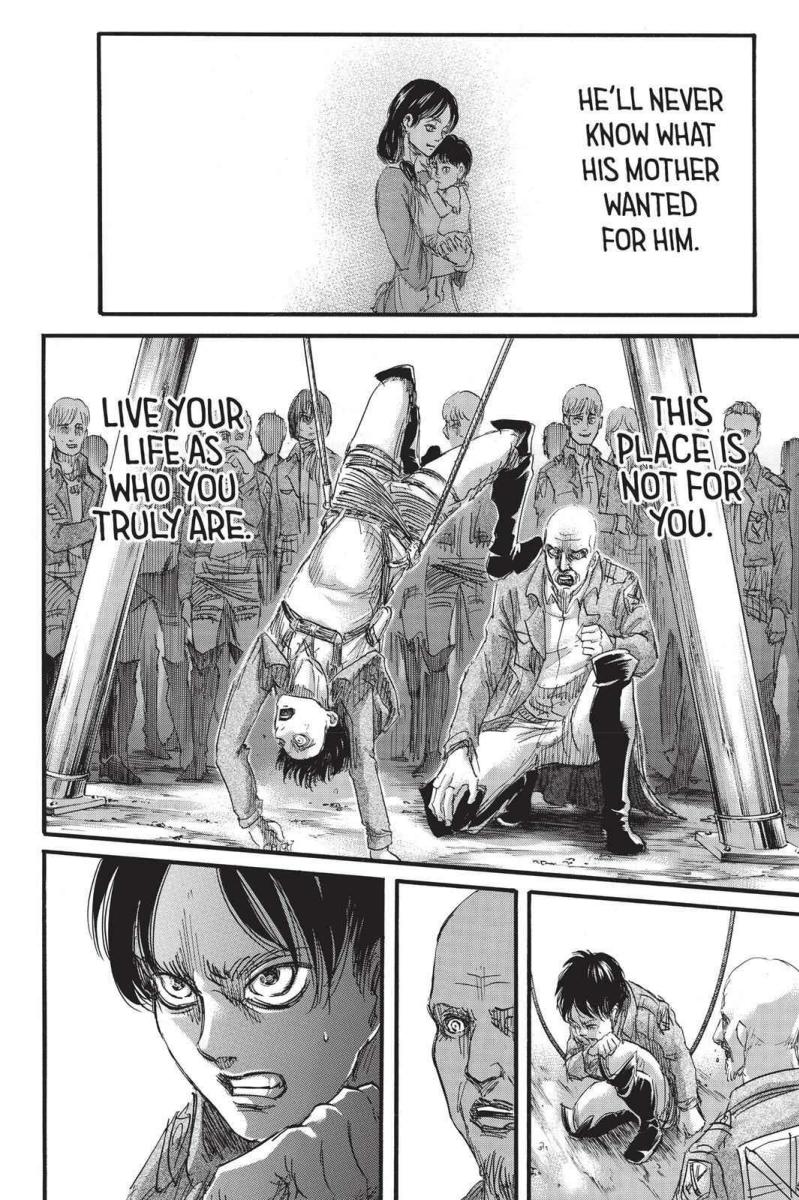 HE'LL NEVER
KNOW WHAT
HIS MOTHER
WANTED
FOR HIM.
THIS
PLACE IS
NOT FOR
YOU.
LIVE YOUR
LIFE AS
WHO YOU
TRULY ARE.